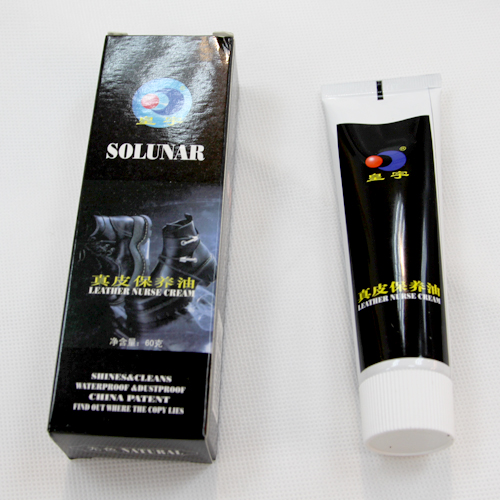 皇宇
SOLUNAR
真皮保养油
LEATHER NURSE CREAM
净含量：60克
SHINES&CLEANS
WATERPROOF &DUSTPROOF
CHINA PATENT
FIND OUT WHERE THE COPY LIES
NATURAL
®
皇宇
真皮保养油
LEATHER NURSE CREAM